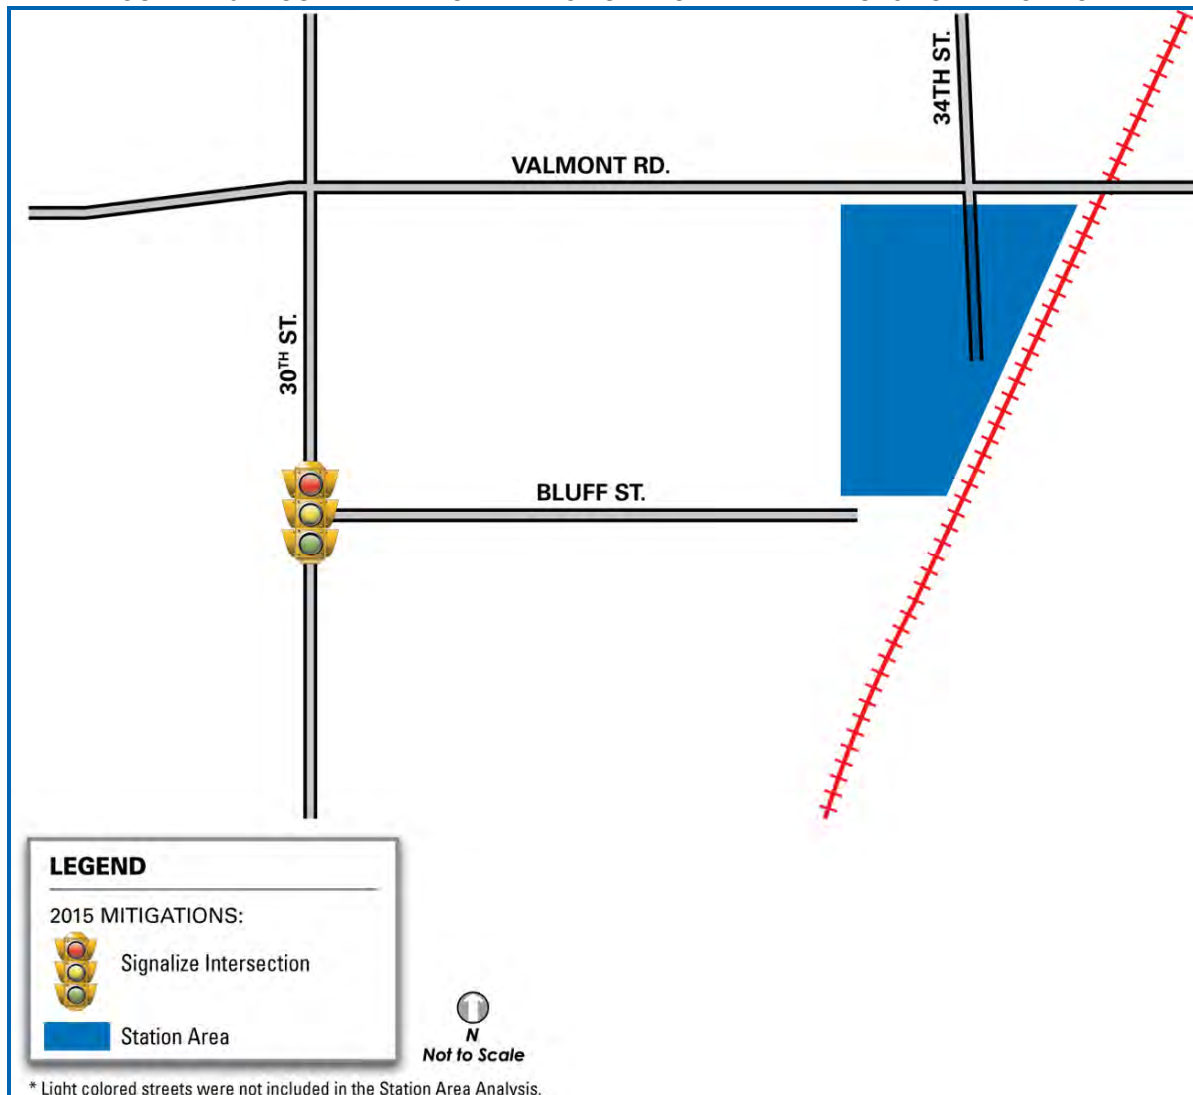 34TH ST.
VALMONT RD.
30TH ST.
BLUFF ST.
LEGEND
2015 MITIGATIONS:
Signalize Intersection
Station Area
N
Not to Scale
* Light colored streets were not included in the Station Area Analysis.